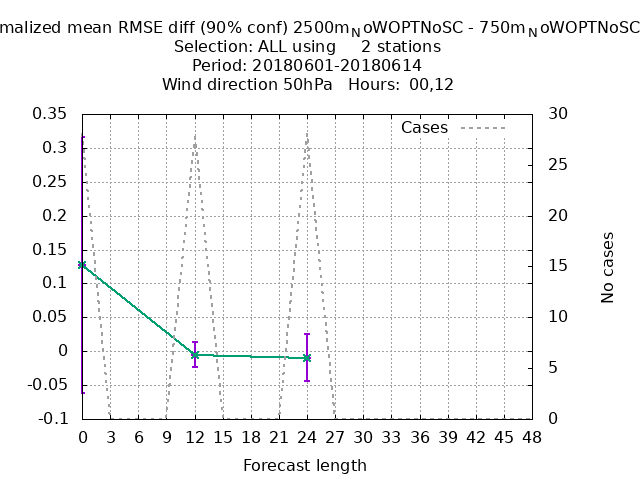 malized mean RMSE diff (90% conf) 2500mNoWOPTNoSC - 750mNoWOPTNoSC
Selection: ALL using 2 stations
Period: 20180601-20180614
Wind direction 50hPa Hours: 00,12
Cases
0.35
0.3
0.25
0.2
0.15
0.1
0.05
0
-0.05
-0.1
30
25
20
15
10
5
0
No cases
0 3 6 9 12 15 18 21 24 27 30 33 36 39 42 45 48
Forecast length